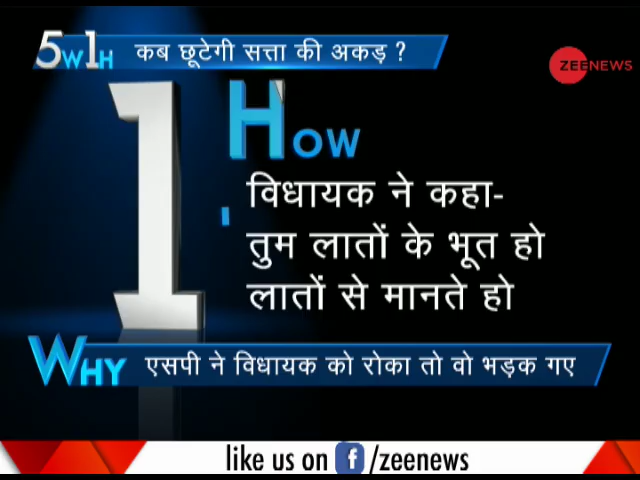 5W1H कब छूटेगी सत्ता की अकड़ ?
ZEENEWS
1
HOW
विधायक ने कहा-
तुम लातों के भूत हो
लातों से मानते हो
WHY एसपी ने विधायक को रोका तो वो भड़क गए
like us on f/zeenews